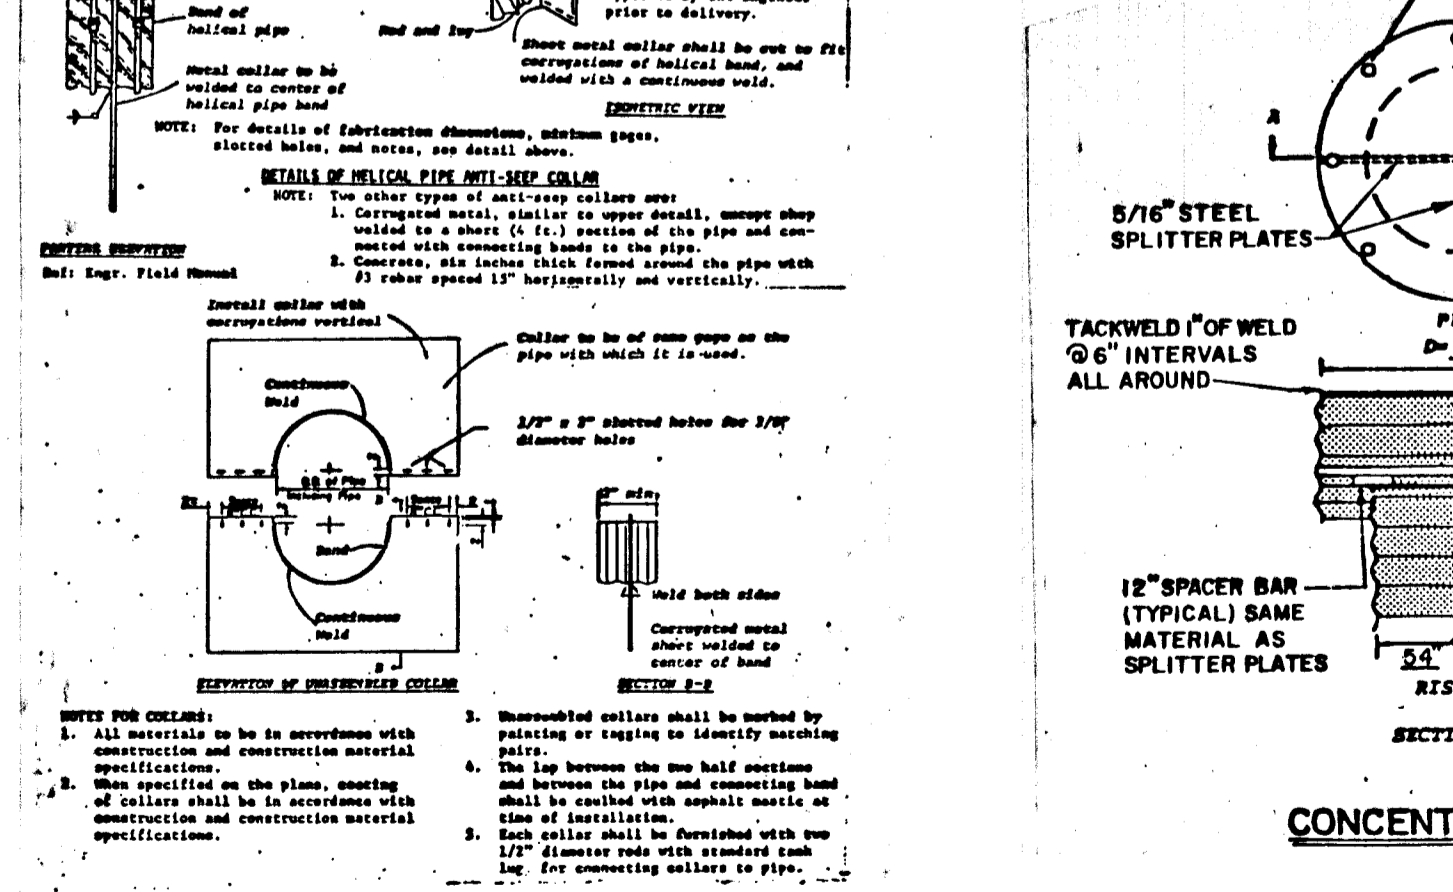 Band of
helical pipe
Rod and lug
prior to delivery.
Sheet metal collar shall be cut to fit
corrugations of helical band, and
welded with a continuous weld.
ISOMETRIC VIEW
Metal collar to be
welded to center of
helical pipe band
NOTE: For details of fabrication dimensions, minimum gages,
slotted holes, and notes, see detail above.
DETAILS OF HELICAL PIPE ANTI-SEEP COLLAR
NOTE: Two other types of anti-seep collars are:
1. Corrugated metal, similar to upper detail, except shop
welded to a short (4 ft.) section of the pipe and con-
nected with connecting bands to the pipe.
2. Concrete, six inches thick formed around the pipe with
#3 rebar spaced 15" horizontally and vertically.
ELEVATION
Ref: Engr. Field Manual
Install collar with
corrugations vertical
Collar to be of same gage as the
pipe with which it is used.
Continuous
Weld
1/2" x 2" slotted holes for 3/8"
diameter holes
O.D. of Pipe
Including Pipe
Band
Continuous
Weld
B
ELEVATION OF UNASSEMBLED COLLAR
12" min.
Weld both sides
Corrugated metal
sheet welded to
center of band
SECTION B-B
NOTES FOR COLLARS:
1. All materials to be in accordance with
construction and construction material
specifications.
2. When specified on the plans, coating
of collars shall be in accordance with
construction and construction material
specifications.
3. Unassembled collars shall be marked by
painting or tagging to identify matching
pairs.
4. The lap between the two half sections
and between the pipe and connecting band
shall be caulked with asphalt mastic at
time of installation.
5. Each collar shall be furnished with two
1/2" diameter rods with standard tank
lug. for connecting collars to pipe.
A
5/16" STEEL
SPLITTER PLATES
TACKWELD 1" OF WELD
@ 6" INTERVALS
ALL AROUND
D=
12" SPACER BAR
(TYPICAL) SAME
MATERIAL AS
SPLITTER PLATES
54"
RIS
SECTI
CONCENT